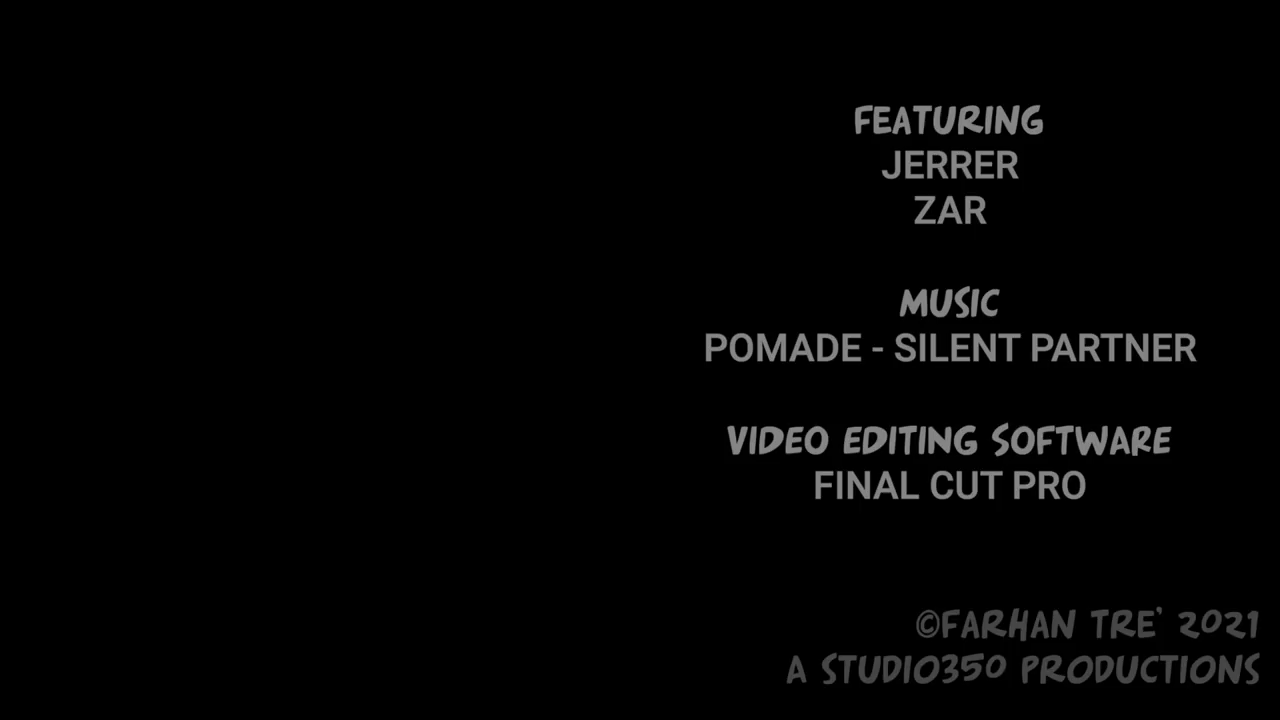 FEATURING
JERRER
ZAR
MUSIC
POMADE - SILENT PARTNER
VIDEO EDITING SOFTWARE
FINAL CUT PRO
©FARHAN TRE' 2021
A STUDIO350 PRODUCTIONS